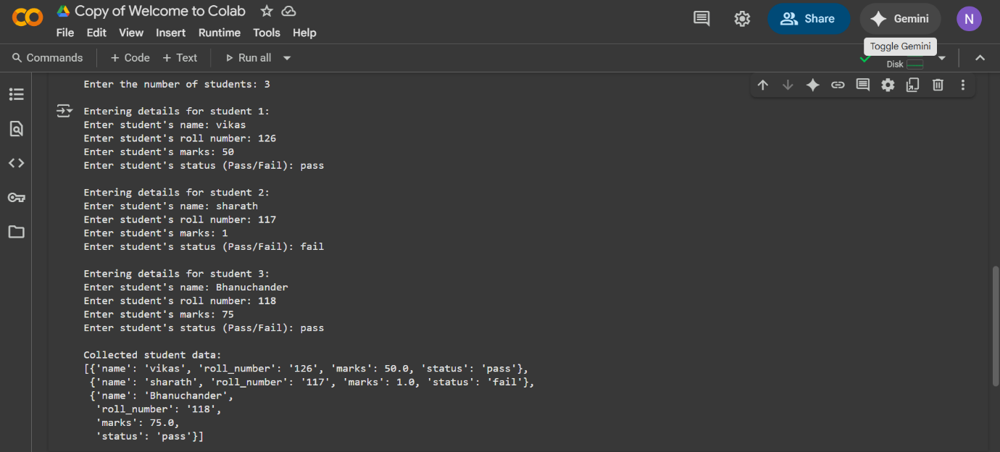 Copy of Welcome to Colab
File Edit View Insert Runtime Tools Help
Share
Gemini
N
Commands + Code + Text Run all
Toggle Gemini
Disk
Enter the number of students: 3
Entering details for student 1:
Enter student's name: vikas
Enter student's roll number: 126
Enter student's marks: 50
Enter student's status (Pass/Fail): pass
Entering details for student 2:
Enter student's name: sharath
Enter student's roll number: 117
Enter student's marks: 1
Enter student's status (Pass/Fail): fail
Entering details for student 3:
Enter student's name: Bhanuchander
Enter student's roll number: 118
Enter student's marks: 75
Enter student's status (Pass/Fail): pass
Collected student data:
[{'name': 'vikas', 'roll_number': '126', 'marks': 50.0, 'status': 'pass'},
{'name': 'sharath', 'roll_number': '117', 'marks': 1.0, 'status': 'fail'},
{'name': 'Bhanuchander',
'roll_number': '118',
'marks': 75.0,
'status': 'pass'}]